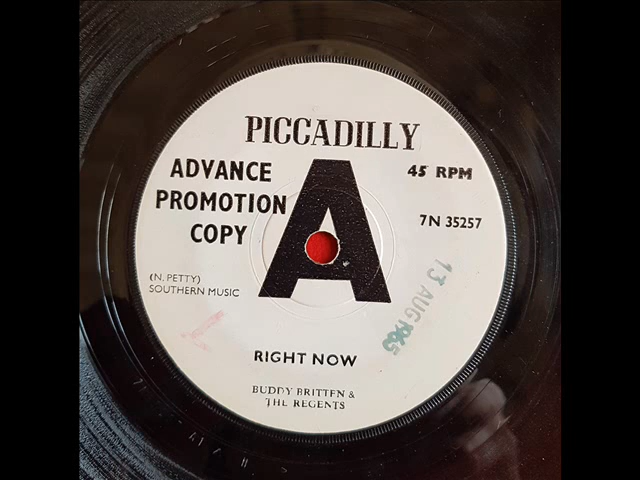 PICCADILLY
ADVANCE
PROMOTION
COPY
A
45 RPM
7N 35257
(N. PETTY)
SOUTHERN MUSIC
13 AUG 1965
RIGHT NOW
BUDDY BRITTEN &
THE REGENTS